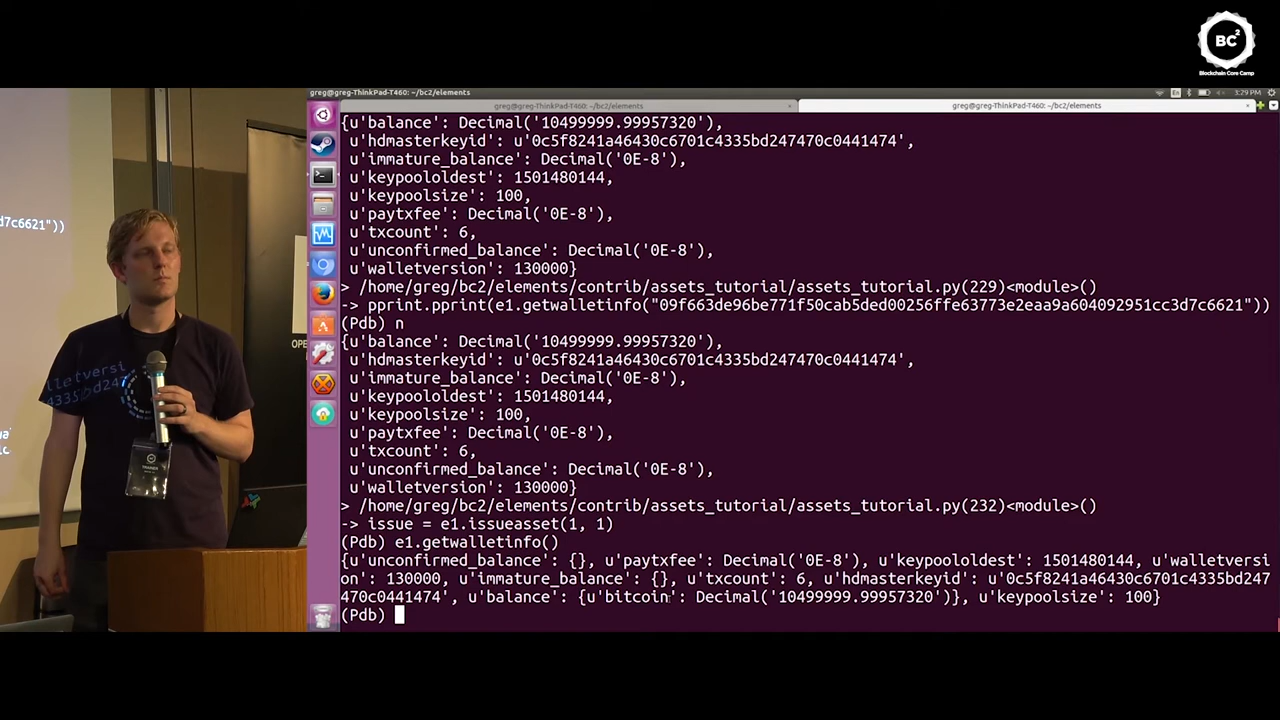 BC²
Blockchain Core Camp
greg@greg-ThinkPad-T460: ~/bc2/elements
En
3:29 PM
greg@greg-ThinkPad-T460: ~/bc2/elements
greg@greg-ThinkPad-T460: ~/bc2/elements
{u'balance': Decimal('10499999.99957320'),
u'hdmasterkeyid': u'0c5f8241a46430c6701c4335bd247470c0441474',
u'immature_balance': Decimal('0E-8'),
u'keypoololdest': 1501480144,
u'keypoolsize': 100,
u'paytxfee': Decimal('0E-8'),
u'txcount': 6,
u'unconfirmed_balance': Decimal('0E-8'),
u'walletversion': 130000}
> /home/greg/bc2/elements/contrib/assets_tutorial/assets_tutorial.py(229)<module>()
-> pprint.pprint(e1.getwalletinfo("09f663de96be771f50cab5ded00256ffe63773e2eaa9a604092951cc3d7c6621"))
(Pdb) n
{u'balance': Decimal('10499999.99957320'),
u'hdmasterkeyid': u'0c5f8241a46430c6701c4335bd247470c0441474',
u'immature_balance': Decimal('0E-8'),
u'keypoololdest': 1501480144,
u'keypoolsize': 100,
u'paytxfee': Decimal('0E-8'),
u'txcount': 6,
u'unconfirmed_balance': Decimal('0E-8'),
u'walletversion': 130000}
> /home/greg/bc2/elements/contrib/assets_tutorial/assets_tutorial.py(232)<module>()
-> issue = e1.issueasset(1, 1)
(Pdb) e1.getwalletinfo()
{u'unconfirmed_balance': {}, u'paytxfee': Decimal('0E-8'), u'keypoololdest': 1501480144, u'walletversi
on': 130000, u'immature_balance': {}, u'txcount': 6, u'hdmasterkeyid': u'0c5f8241a46430c6701c4335bd247
470c0441474', u'balance': {u'bitcoin': Decimal('10499999.99957320')}, u'keypoolsize': 100}
(Pdb)
d7c6621"))
OPE
lletversi
4335bd247